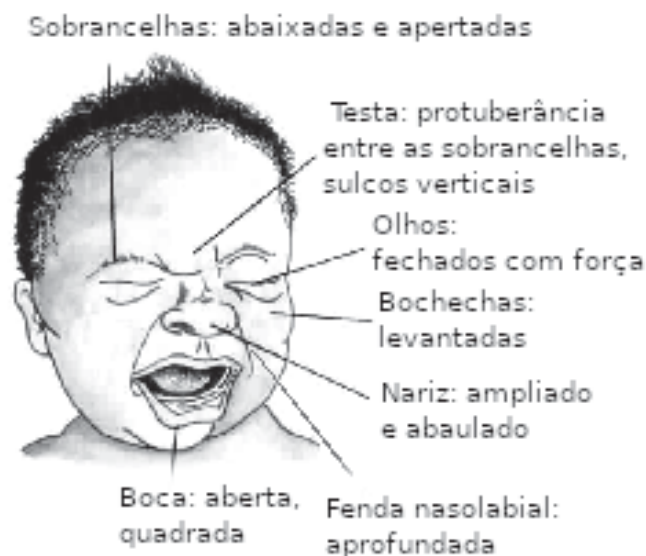 Sobrancelhas: abaixadas e apertadas
Testa: protuberância
entre as sobrancelhas,
sulcos verticais
Olhos:
fechados com força
Bochechas:
levantadas
Nariz: ampliado
e abaulado
Boca: aberta,
quadrada
Fenda nasolabial:
aprofundada